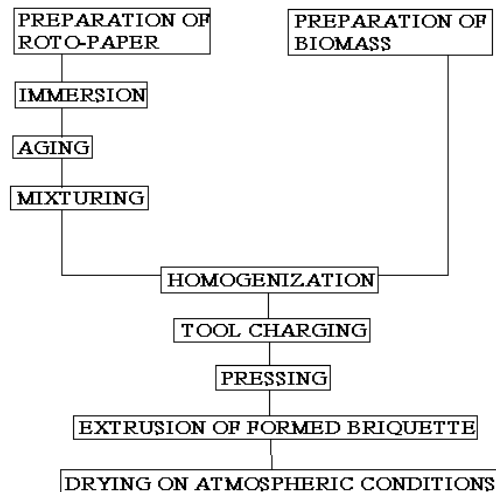 PREPARATION OF
ROTO-PAPER
PREPARATION OF
BIOMASS
IMMERSION
AGING
MIXTURING
HOMOGENIZATION
TOOL CHARGING
PRESSING
EXTRUSION OF FORMED BRIQUETTE
DRYING ON ATMOSPHERIC CONDITIONS